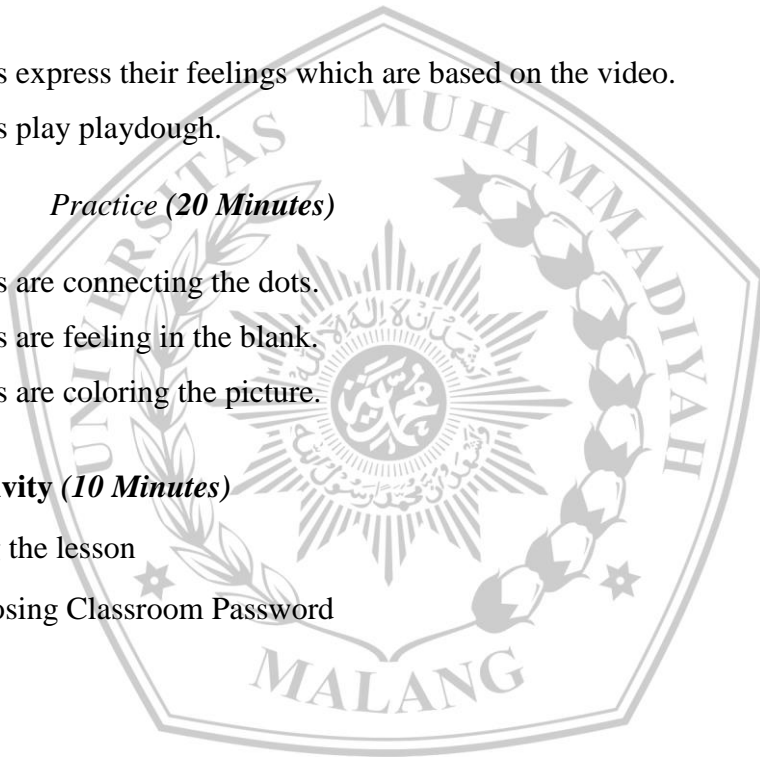 s express their feelings which are based on the video.
s play playdough.
Practice (20 Minutes)
s are connecting the dots.
s are feeling in the blank.
s are coloring the picture.
vity (10 Minutes)
the lesson
osing Classroom Password
UNIVERSITAS MUHAMMADIYAH
MALANG